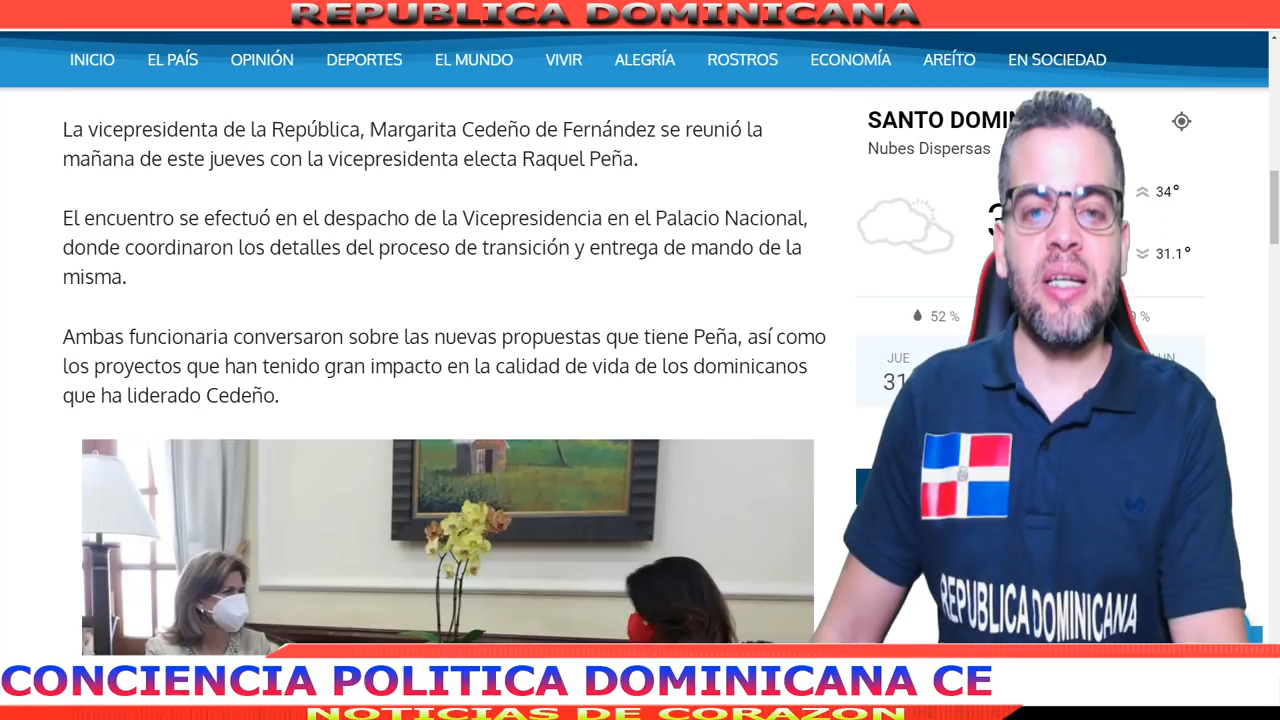 REPUBLICA DOMINICANA
INICIO EL PAÍS OPINIÓN DEPORTES EL MUNDO VIVIR ALEGRÍA ROSTROS ECONOMÍA AREÍTO EN SOCIEDAD
La vicepresidenta de la República, Margarita Cedeño de Fernández se reunió la
mañana de este jueves con la vicepresidenta electa Raquel Peña.
El encuentro se efectuó en el despacho de la Vicepresidencia en el Palacio Nacional,
donde coordinaron los detalles del proceso de transición y entrega de mando de la
misma.
Ambas funcionaria conversaron sobre las nuevas propuestas que tiene Peña, así como
los proyectos que han tenido gran impacto en la calidad de vida de los dominicanos
que ha liderado Cedeño.
SANTO DOMIN
Nubes Dispersas
34°
31.1°
52 %
%
JUE
31
REPUBLICA DOMINICANA
CONCIENCIA POLITICA DOMINICANA CE
NOTICIAS DE CORAZON